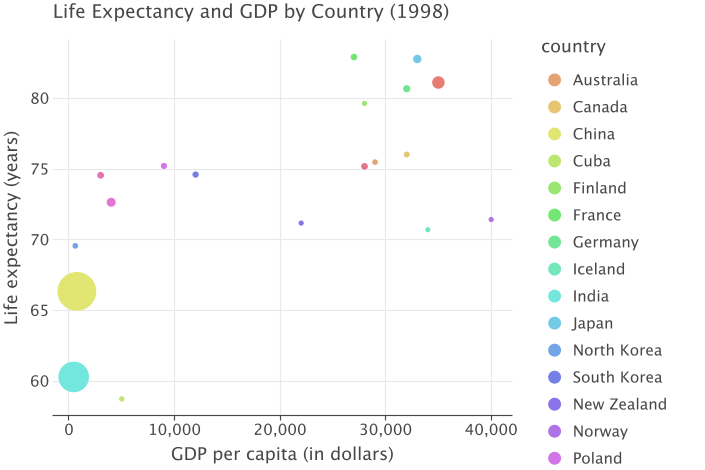 Life Expectancy and GDP by Country (1998)
Life expectancy (years)
80
75
70
65
60
0 10,000 20,000 30,000 40,000
GDP per capita (in dollars)
country
Australia
Canada
China
Cuba
Finland
France
Germany
Iceland
India
Japan
North Korea
South Korea
New Zealand
Norway
Poland